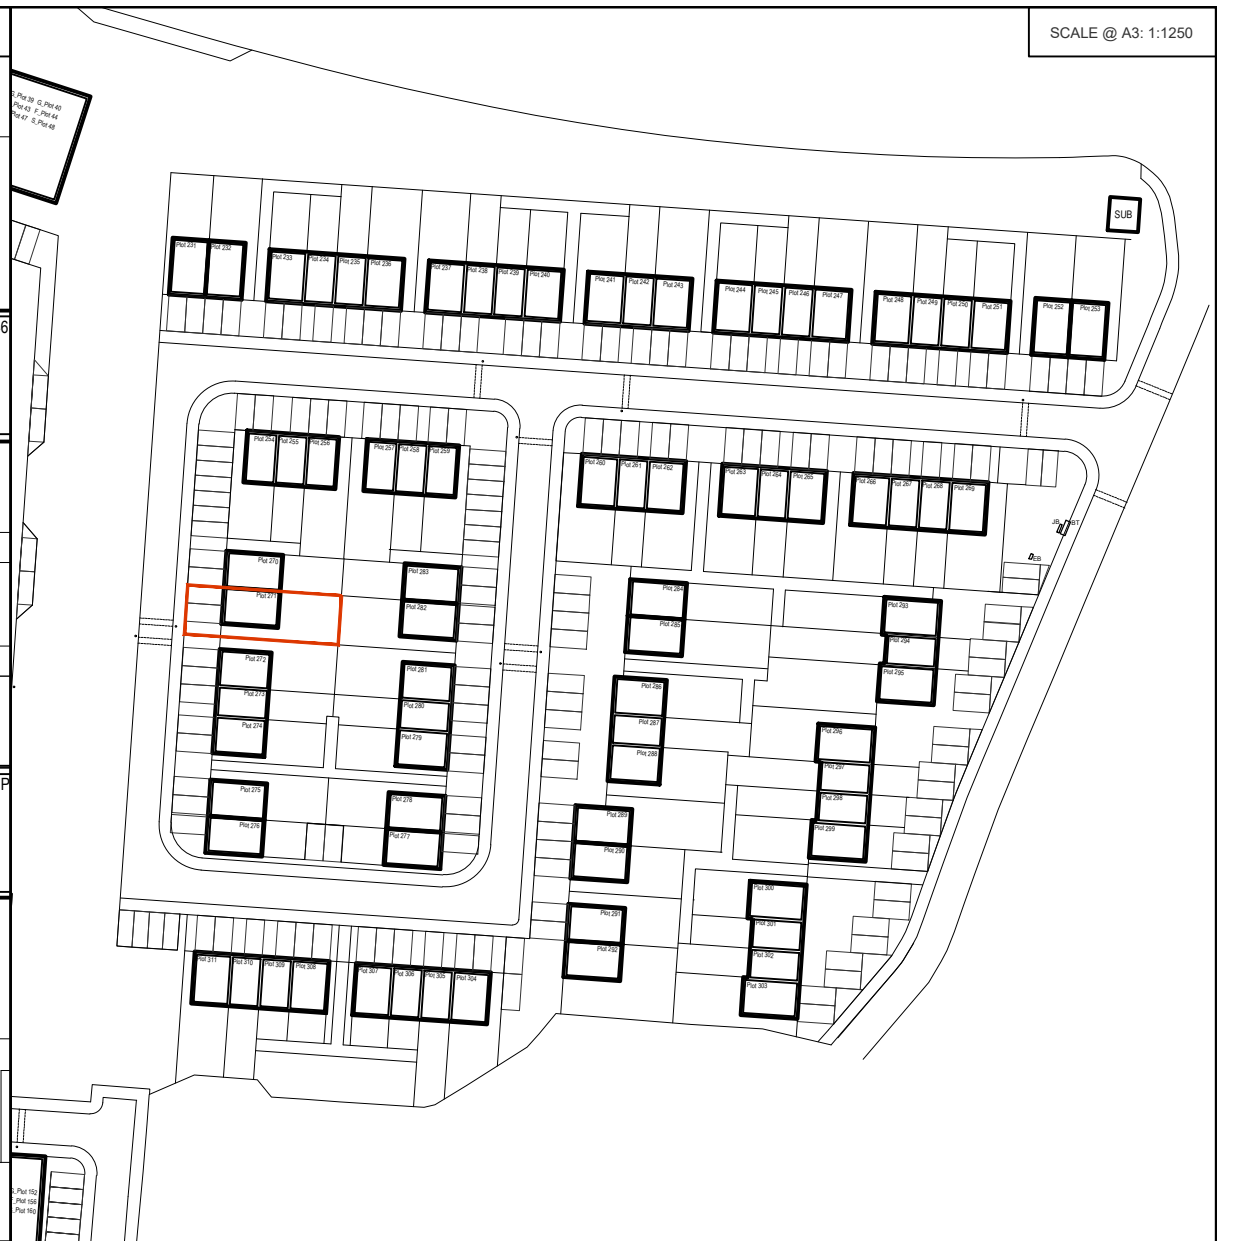 SCALE @ A3: 1:1250
G_Plot 39 G_Plot 40
Plot 43 F_Plot 44
Plot 47 S_Plot 48
SUB
Plot 231
Plot 232
Plot 233
Plot 234
Plot 235
Plot 236
Plot 237
Plot 238
Plot 239
Plot 240
Plot 241
Plot 242
Plot 243
Plot 244
Plot 245
Plot 246
Plot 247
Plot 248
Plot 249
Plot 250
Plot 251
Plot 252
Plot 253
6
Plot 254
Plot 255
Plot 256
Plot 257
Plot 258
Plot 259
Plot 260
Plot 261
Plot 262
Plot 263
Plot 264
Plot 265
Plot 266
Plot 267
Plot 268
Plot 269
JB
BT
EB
Plot 270
Plot 271
Plot 283
Plot 282
Plot 284
Plot 285
Plot 293
Plot 294
Plot 295
Plot 272
Plot 273
Plot 274
Plot 281
Plot 280
Plot 279
Plot 286
Plot 287
Plot 288
Plot 296
Plot 297
Plot 298
Plot 299
P
Plot 275
Plot 276
Plot 278
Plot 277
Plot 289
Plot 290
Plot 291
Plot 292
Plot 300
Plot 301
Plot 302
Plot 303
Plot 311
Plot 310
Plot 309
Plot 308
Plot 307
Plot 306
Plot 305
Plot 304
G_Plot 152
F_Plot 156
Plot 160